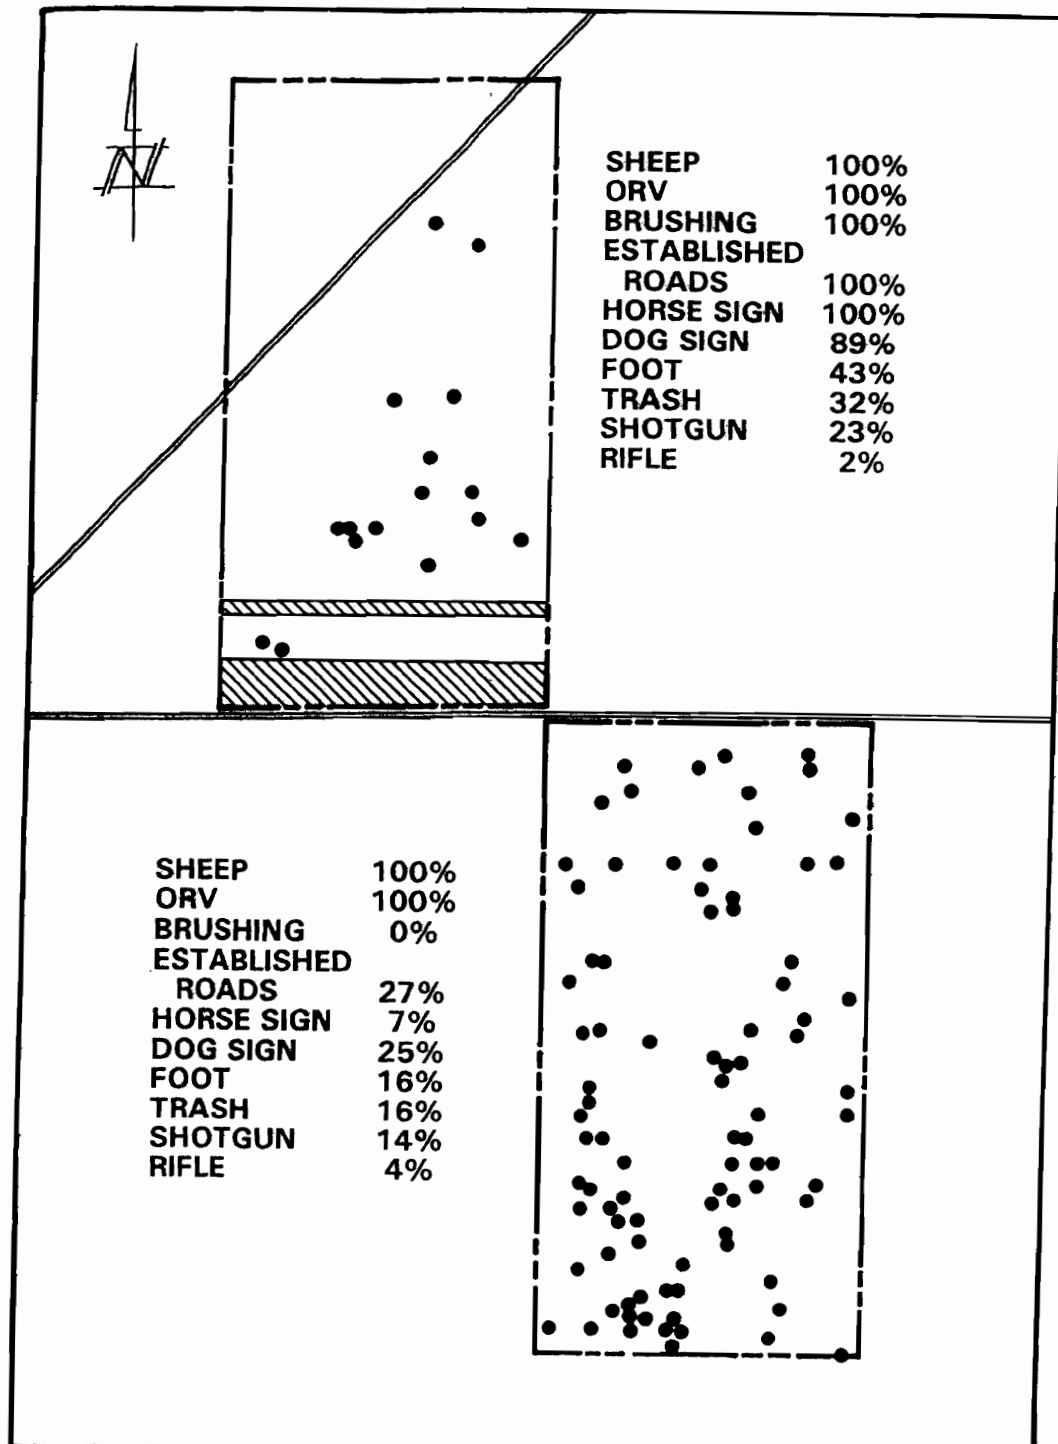 N
SHEEP 100%
ORV 100%
BRUSHING 100%
ESTABLISHED
ROADS 100%
HORSE SIGN 100%
DOG SIGN 89%
FOOT 43%
TRASH 32%
SHOTGUN 23%
RIFLE 2%
SHEEP 100%
ORV 100%
BRUSHING 0%
ESTABLISHED
ROADS 27%
HORSE SIGN 7%
DOG SIGN 25%
FOOT 16%
TRASH 16%
SHOTGUN 14%
RIFLE 4%